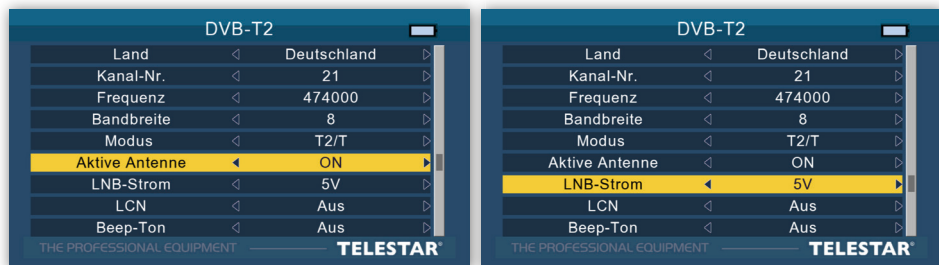 DVB-T2
Land Deutschland
Kanal-Nr. 21
Frequenz 474000
Bandbreite 8
Modus T2/T
Aktive Antenne ON
LNB-Strom 5V
LCN Aus
Beep-Ton Aus
THE PROFESSIONAL EQUIPMENT TELESTAR®
DVB-T2
Land Deutschland
Kanal-Nr. 21
Frequenz 474000
Bandbreite 8
Modus T2/T
Aktive Antenne ON
LNB-Strom 5V
LCN Aus
Beep-Ton Aus
THE PROFESSIONAL EQUIPMENT TELESTAR®